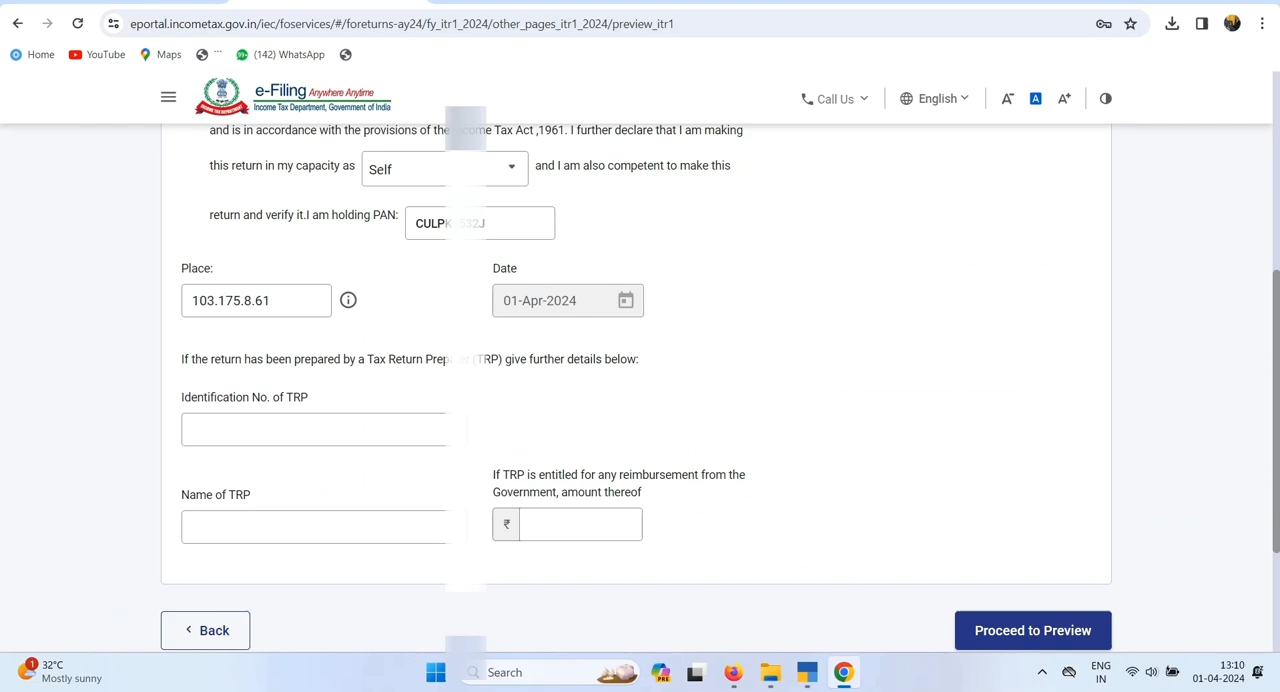 eportal.incometax.gov.in/iec/foservices/#/foreturns-ay24/fy_itr1_2024/other_pages_itr1_2024/preview_itr1
Home YouTube Maps (142) WhatsApp
e-Filing Anywhere Anytime
Income Tax Department, Government of India
Call Us English A- A A+
and is in accordance with the provisions of the Income Tax Act ,1961. I further declare that I am making
this return in my capacity as Self and I am also competent to make this
return and verify it.I am holding PAN:
Place: Date
103.175.8.61 01-Apr-2024
If the return has been prepared by a Tax Return Preparer (TRP) give further details below:
Identification No. of TRP
If TRP is entitled for any reimbursement from the
Government, amount thereof
Name of TRP
₹
Back Proceed to Preview
1 32°C
Mostly sunny
Search
PRE
ENG
IN
13:10
01-04-2024